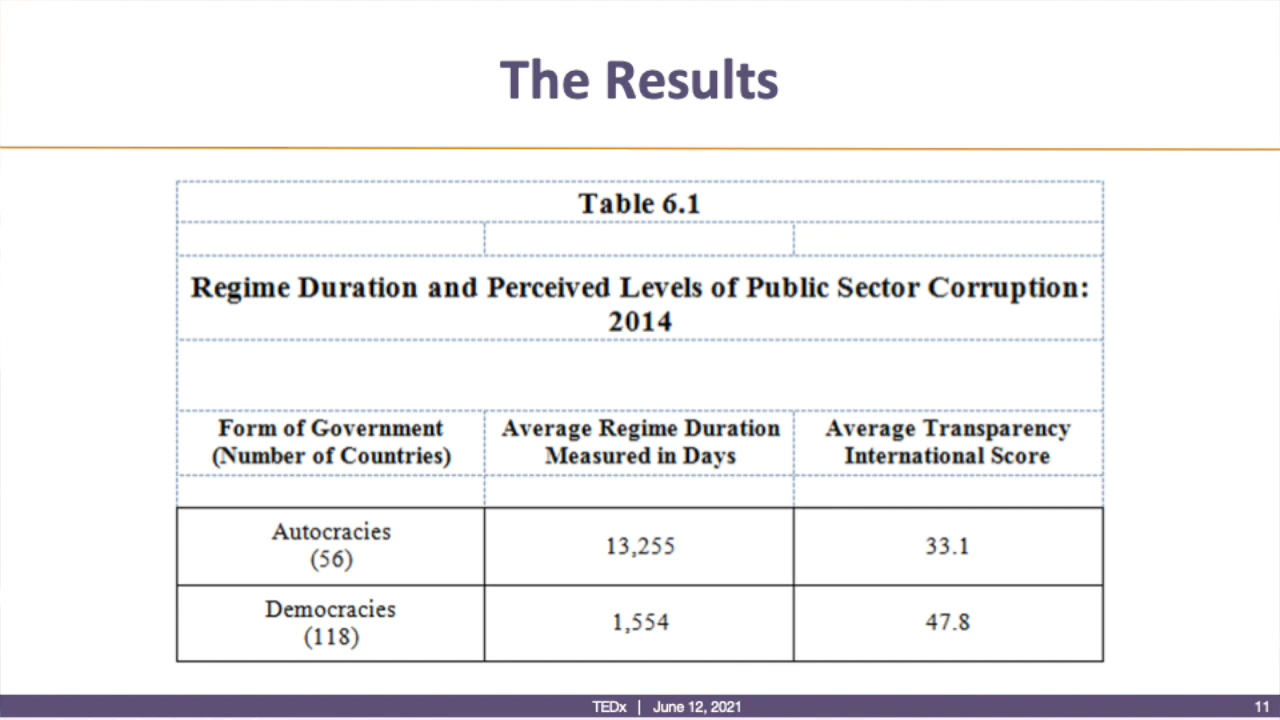 The Results
Table 6.1
Regime Duration and Perceived Levels of Public Sector Corruption:
2014
Form of Government
(Number of Countries)
Average Regime Duration
Measured in Days
Average Transparency
International Score
Autocracies
(56)
13,255
33.1
Democracies
(118)
1,554
47.8
TEDx | June 12, 2021
11